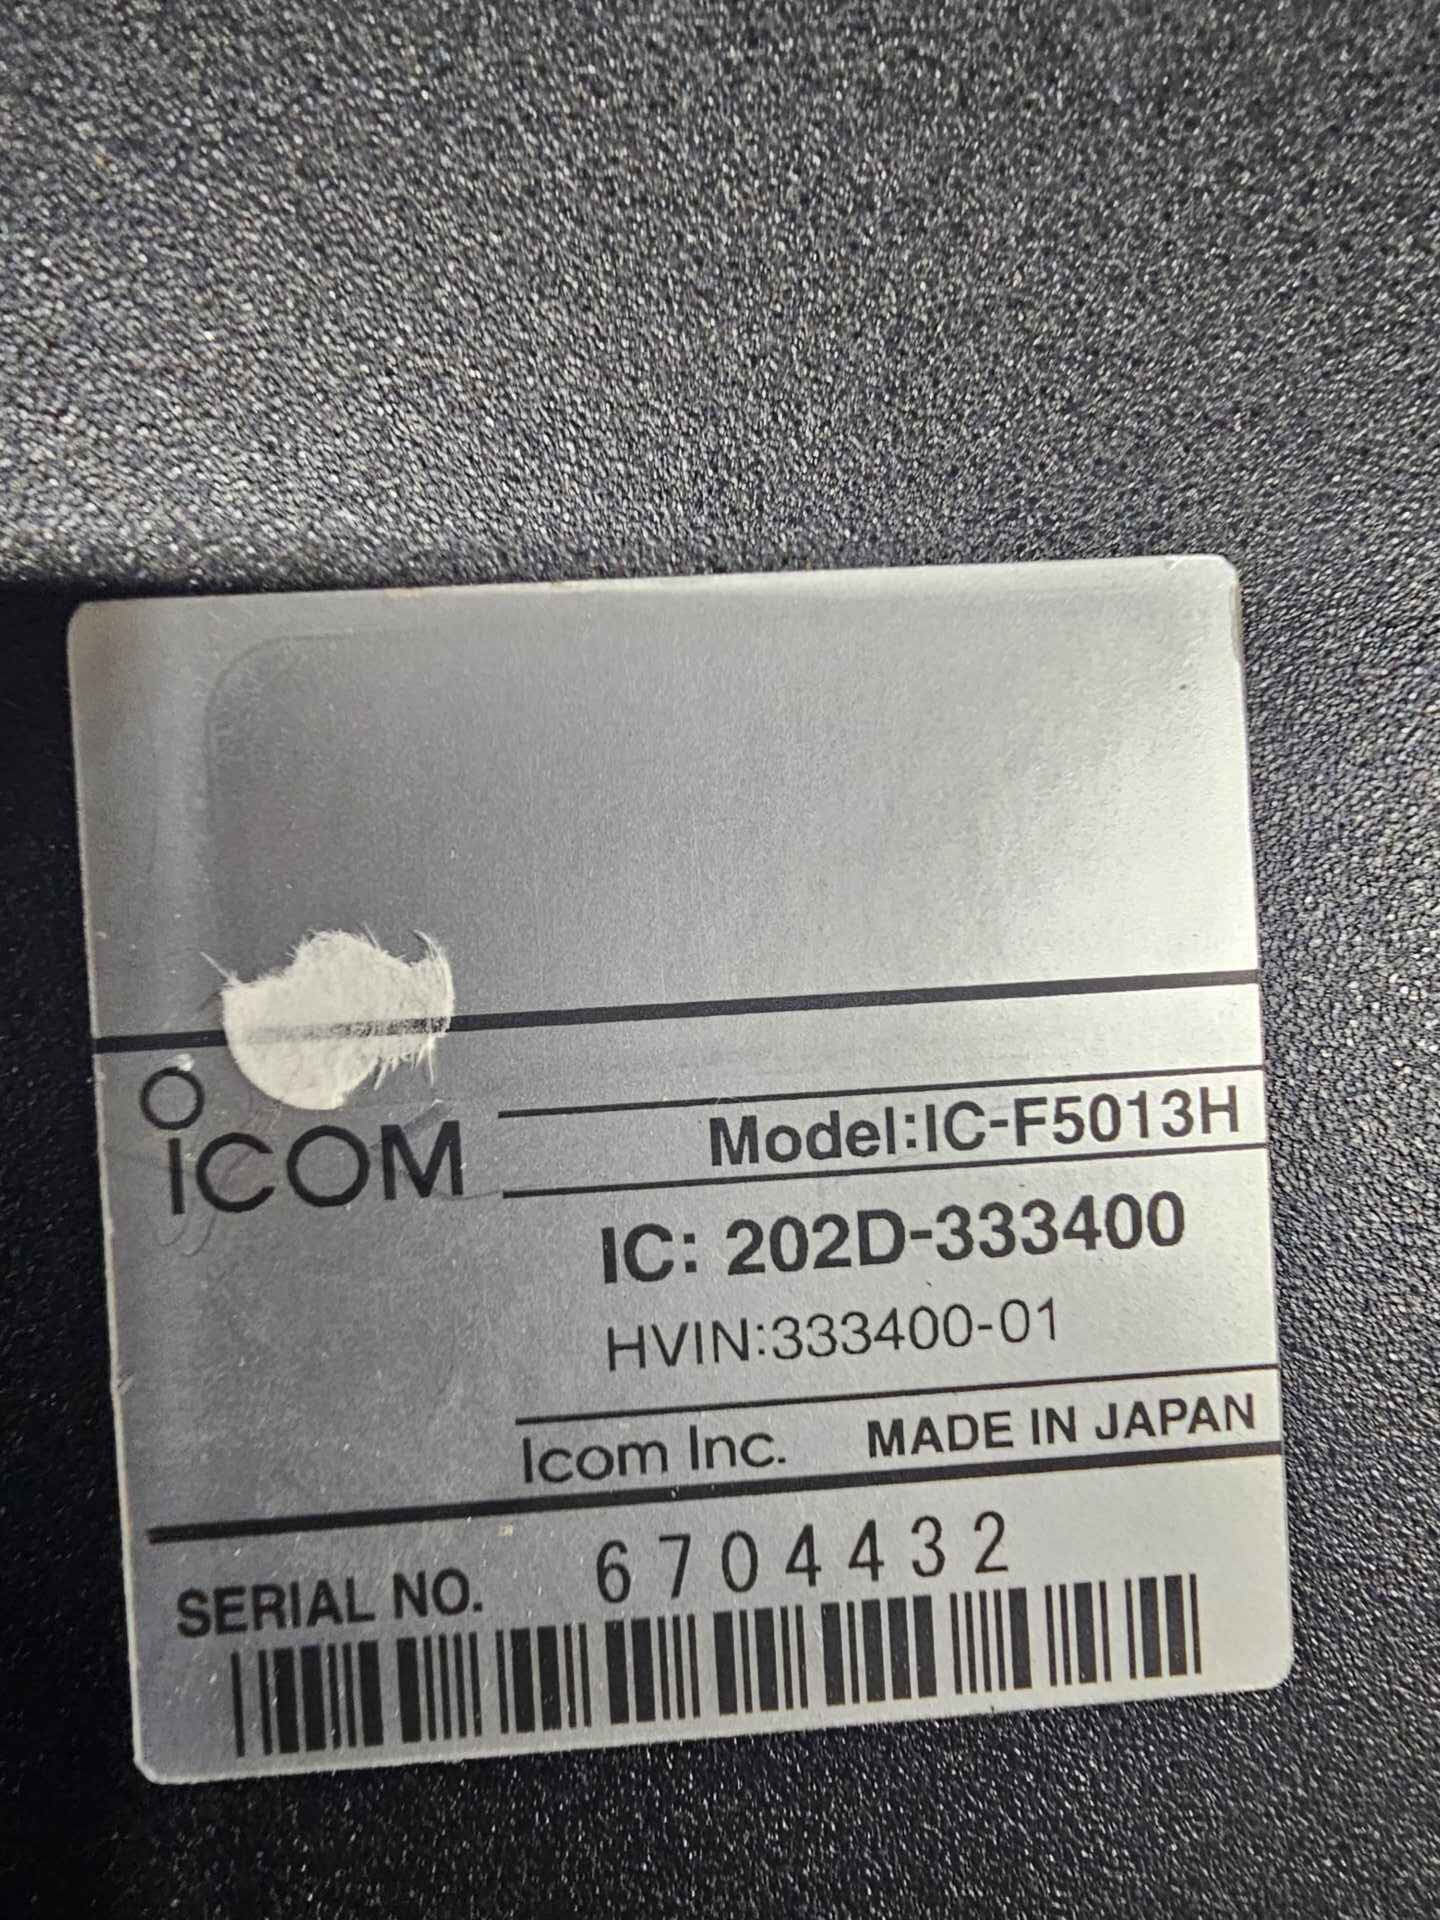 ICOM
Model:IC-F5013H
IC: 202D-333400
HVIN:333400-01
Icom Inc. MADE IN JAPAN
SERIAL NO. 6704432